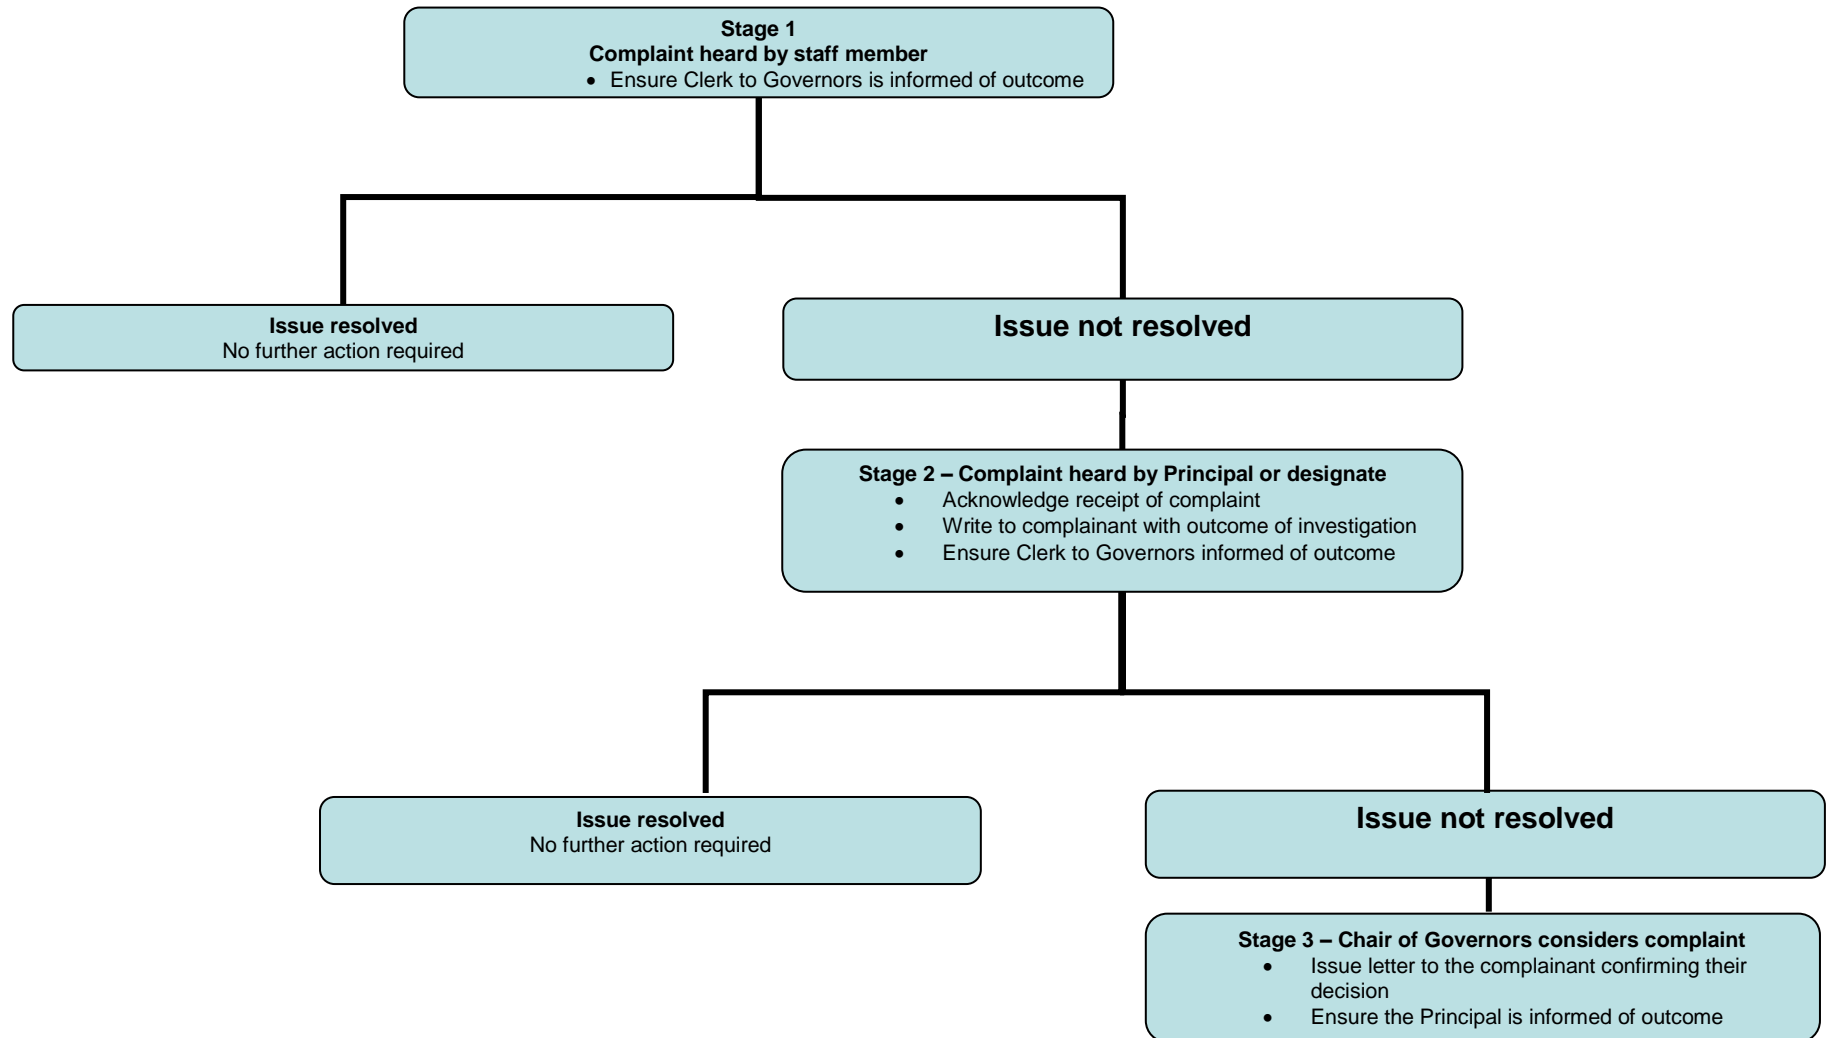 Stage 1
Complaint heard by staff member
• Ensure Clerk to Governors is informed of outcome
Issue resolved
No further action required
Issue not resolved
Stage 2 – Complaint heard by Principal or designate
• Acknowledge receipt of complaint
• Write to complainant with outcome of investigation
• Ensure Clerk to Governors informed of outcome
Issue resolved
No further action required
Issue not resolved
Stage 3 – Chair of Governors considers complaint
• Issue letter to the complainant confirming their
decision
• Ensure the Principal is informed of outcome